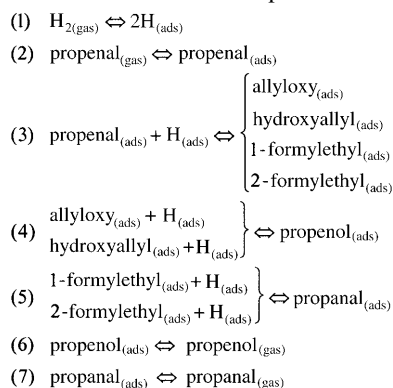 (1) H2(gas) ⇔ 2H(ads)
(2) propenal(gas) ⇔ propenal(ads)
(3) propenal(ads) + H(ads) ⇔ { allyloxy(ads)
hydroxyallyl(ads)
1-formylethyl(ads)
2-formylethyl(ads)
(4) allyloxy(ads) + H(ads)
hydroxyallyl(ads) + H(ads) } ⇔ propenol(ads)
(5) 1-formylethyl(ads) + H(ads)
2-formylethyl(ads) + H(ads) } ⇔ propanal(ads)
(6) propenol(ads) ⇔ propenol(gas)
(7) propanal(ads) ⇔ propanal(gas)